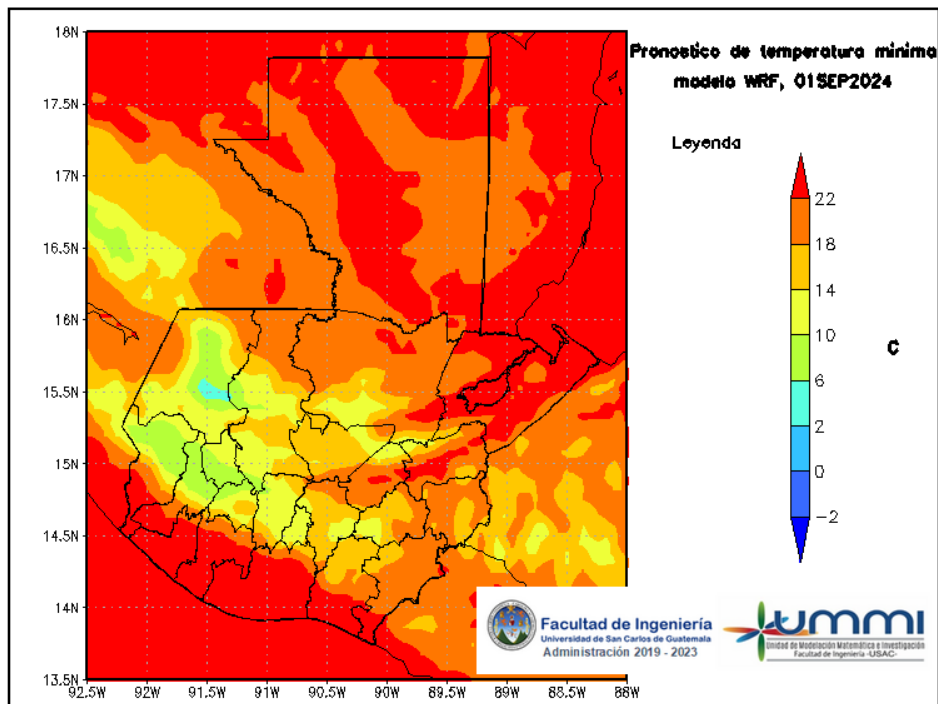 Pronostico de temperatura minima
modelo WRF, 01SEP2024
Leyenda
22
18
14
10
6
2
0
−2
C
18N
17.5N
17N
16.5N
16N
15.5N
15N
14.5N
14N
13.5N
92.5W 92W 91.5W 91W 90.5W 90W 89.5W 89W 88.5W 88W
Facultad de Ingeniería
Universidad de San Carlos de Guatemala
Administración 2019 - 2023
ummi
Unidad de Modelación Matemática e Investigación
Facultad de Ingeniería -USAC-